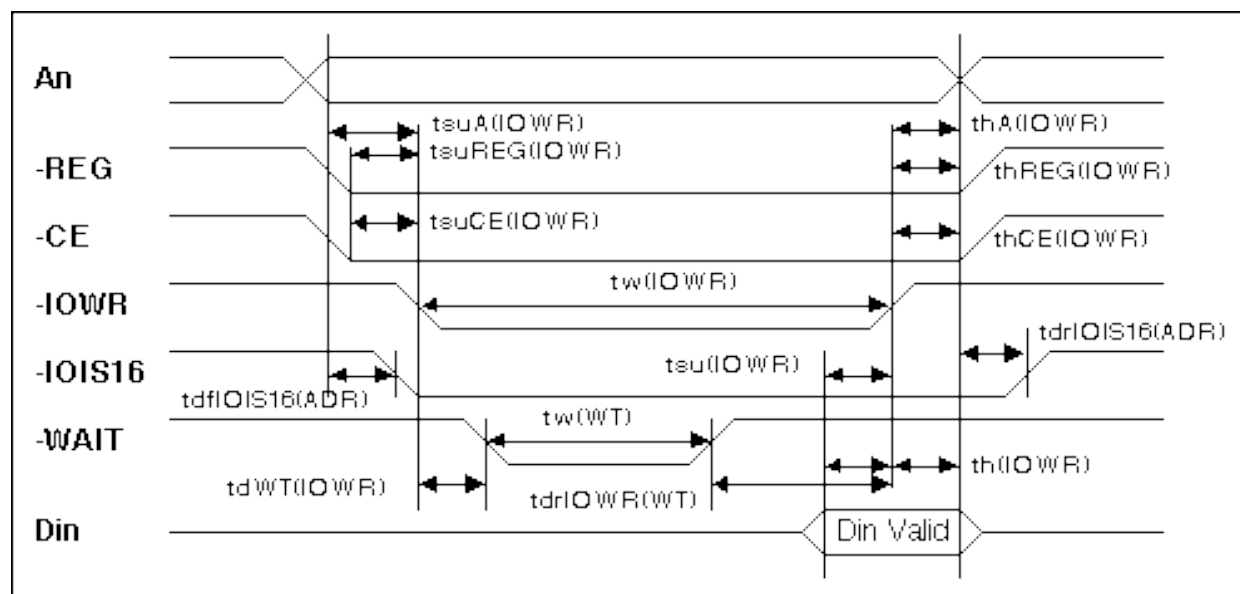 An
tsuA(IOWR)
thA(IOWR)
tsuREG(IOWR)
-REG
thREG(IOWR)
tsuCE(IOWR)
-CE
thCE(IOWR)
tw(IOWR)
-IOWR
tdrIOIS16(ADR)
tsu(IOWR)
-IOIS16
tdfIOIS16(ADR)
tw(WT)
-WAIT
th(IOWR)
tdWT(IOWR)
tdrIOWR(WT)
Din
Din Valid